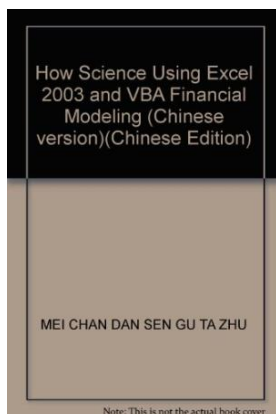 How Science Using Excel
2003 and VBA Financial
Modeling (Chinese
version)(Chinese Edition)
MEI CHAN DAN SEN GU TA ZHU
Note: This is not the actual book cover